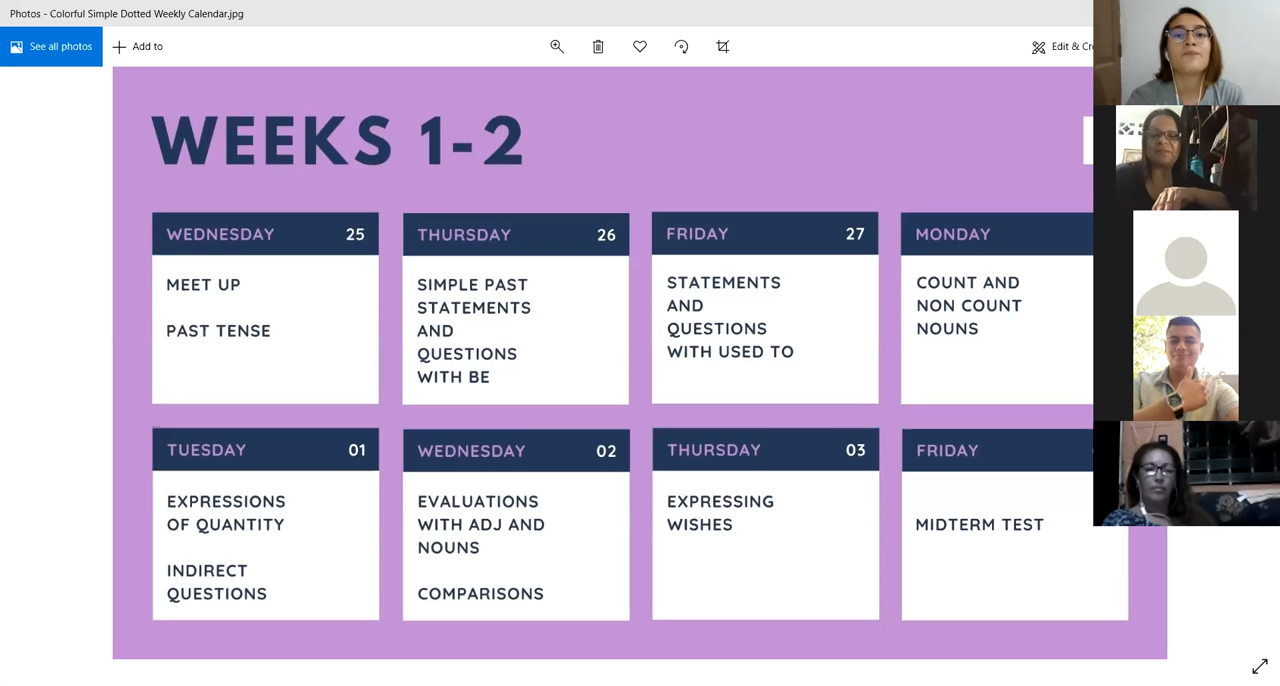 Photos - Colorful Simple Dotted Weekly Calendar.jpg
See all photos
Add to
Edit & Cr
WEEKS 1-2
WEDNESDAY 25
MEET UP
PAST TENSE
THURSDAY 26
SIMPLE PAST
STATEMENTS
AND
QUESTIONS
WITH BE
FRIDAY 27
STATEMENTS
AND
QUESTIONS
WITH USED TO
MONDAY
COUNT AND
NON COUNT
NOUNS
TUESDAY 01
EXPRESSIONS
OF QUANTITY
INDIRECT
QUESTIONS
WEDNESDAY 02
EVALUATIONS
WITH ADJ AND
NOUNS
COMPARISONS
THURSDAY 03
EXPRESSING
WISHES
FRIDAY
MIDTERM TEST